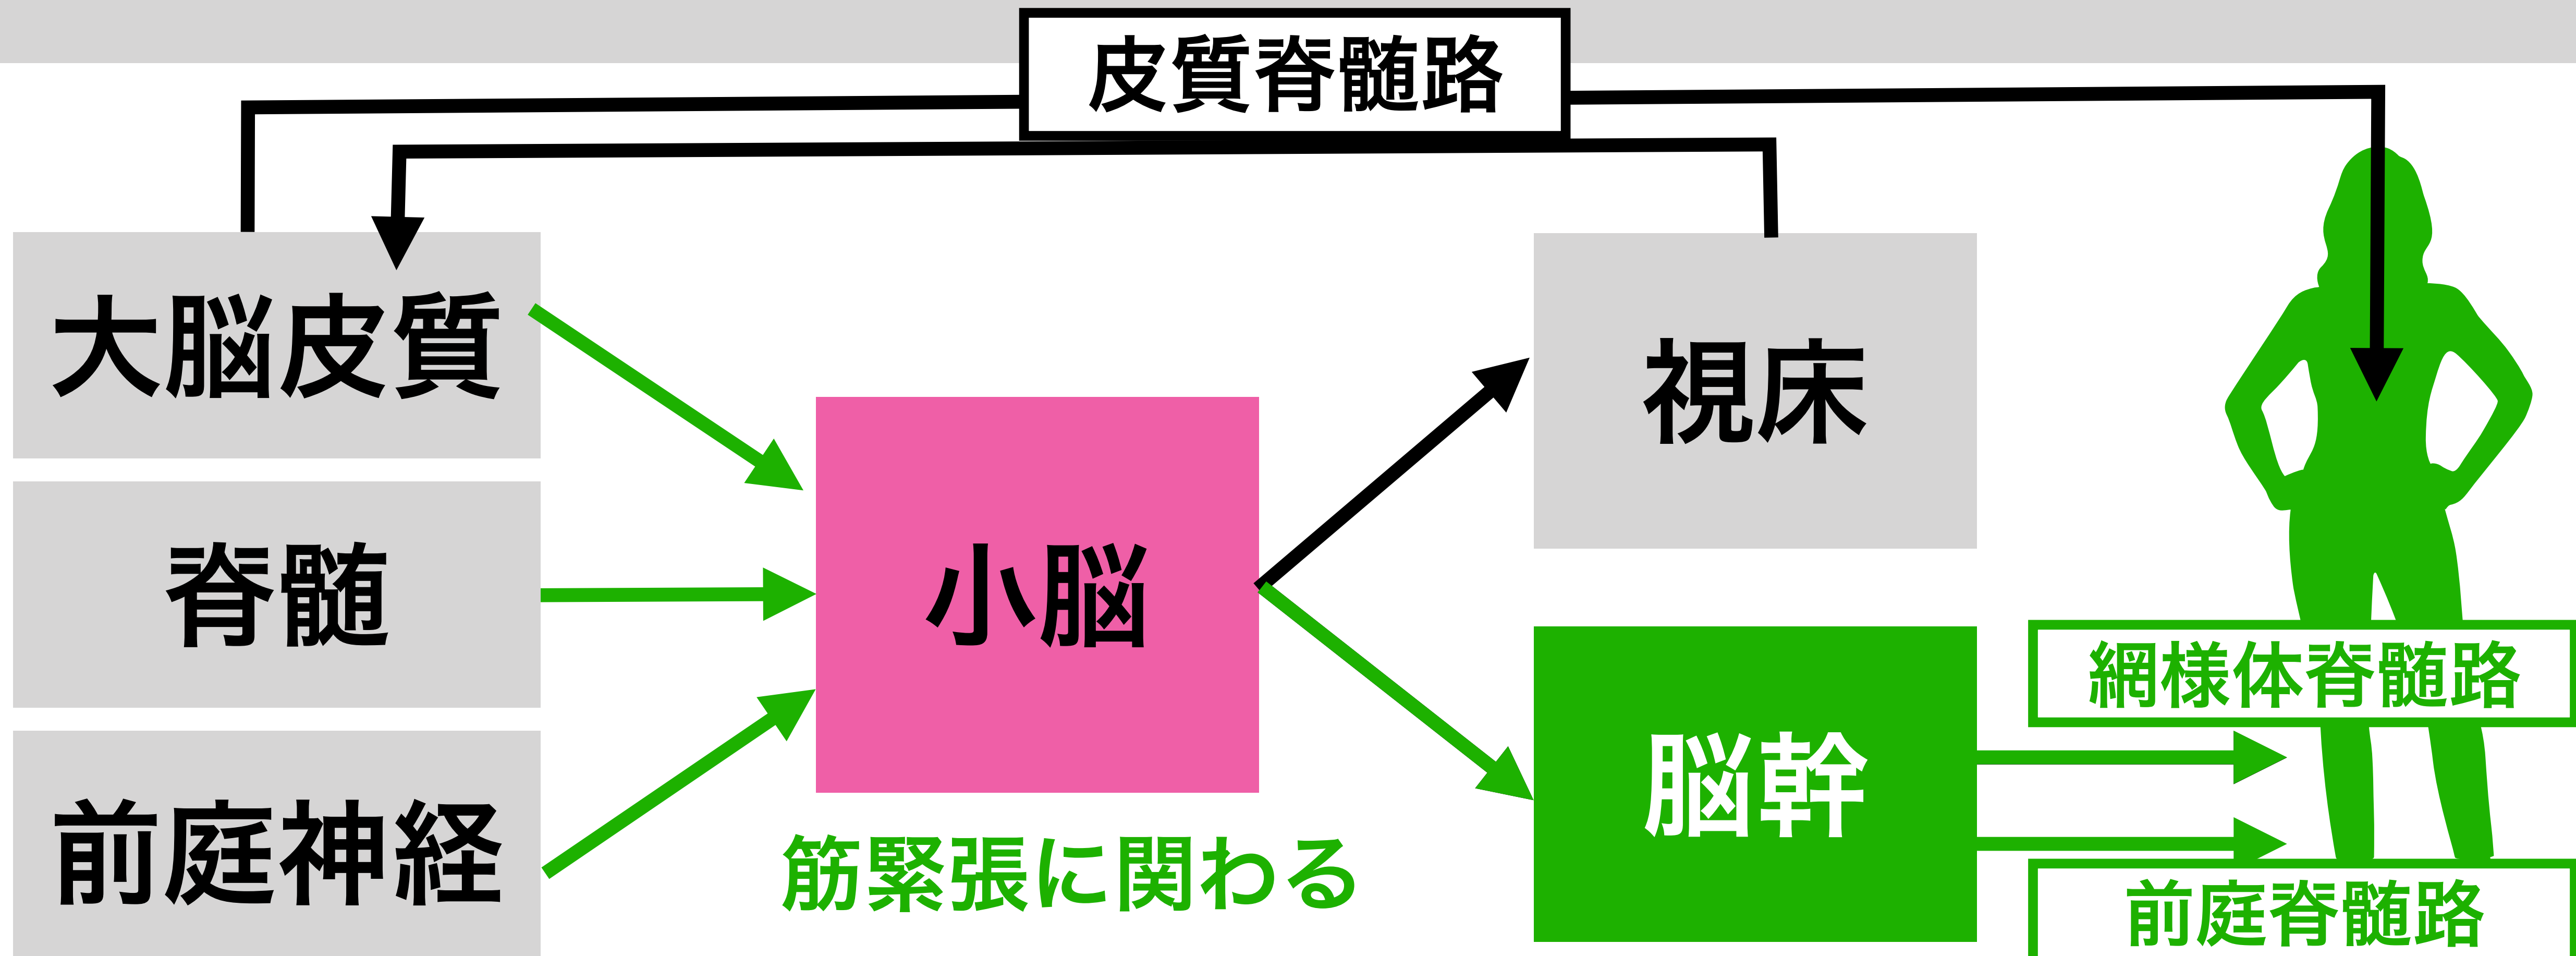 皮質脊髄路
大脳皮質
脊髄
前庭神経
小脳
筋緊張に関わる
視床
脳幹
網様体脊髄路
前庭脊髄路